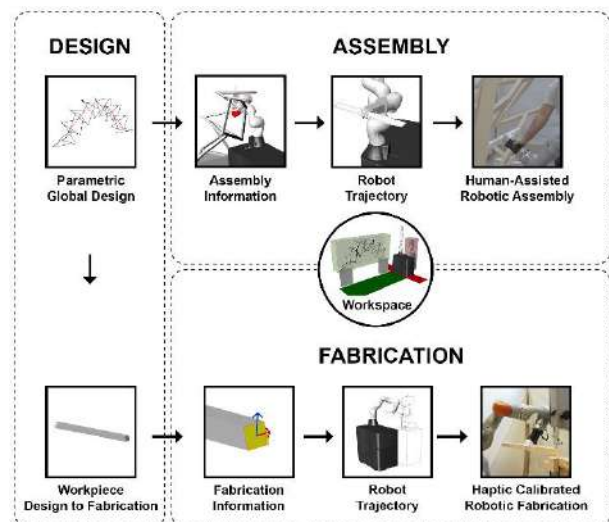 DESIGN
Parametric
Global Design
Workpiece
Design to Fabrication
ASSEMBLY
Assembly
Information
Robot
Trajectory
Human-Assisted
Robotic Assembly
Workspace
FABRICATION
Fabrication
Information
Robot
Trajectory
Haptic Calibrated
Robotic Fabrication